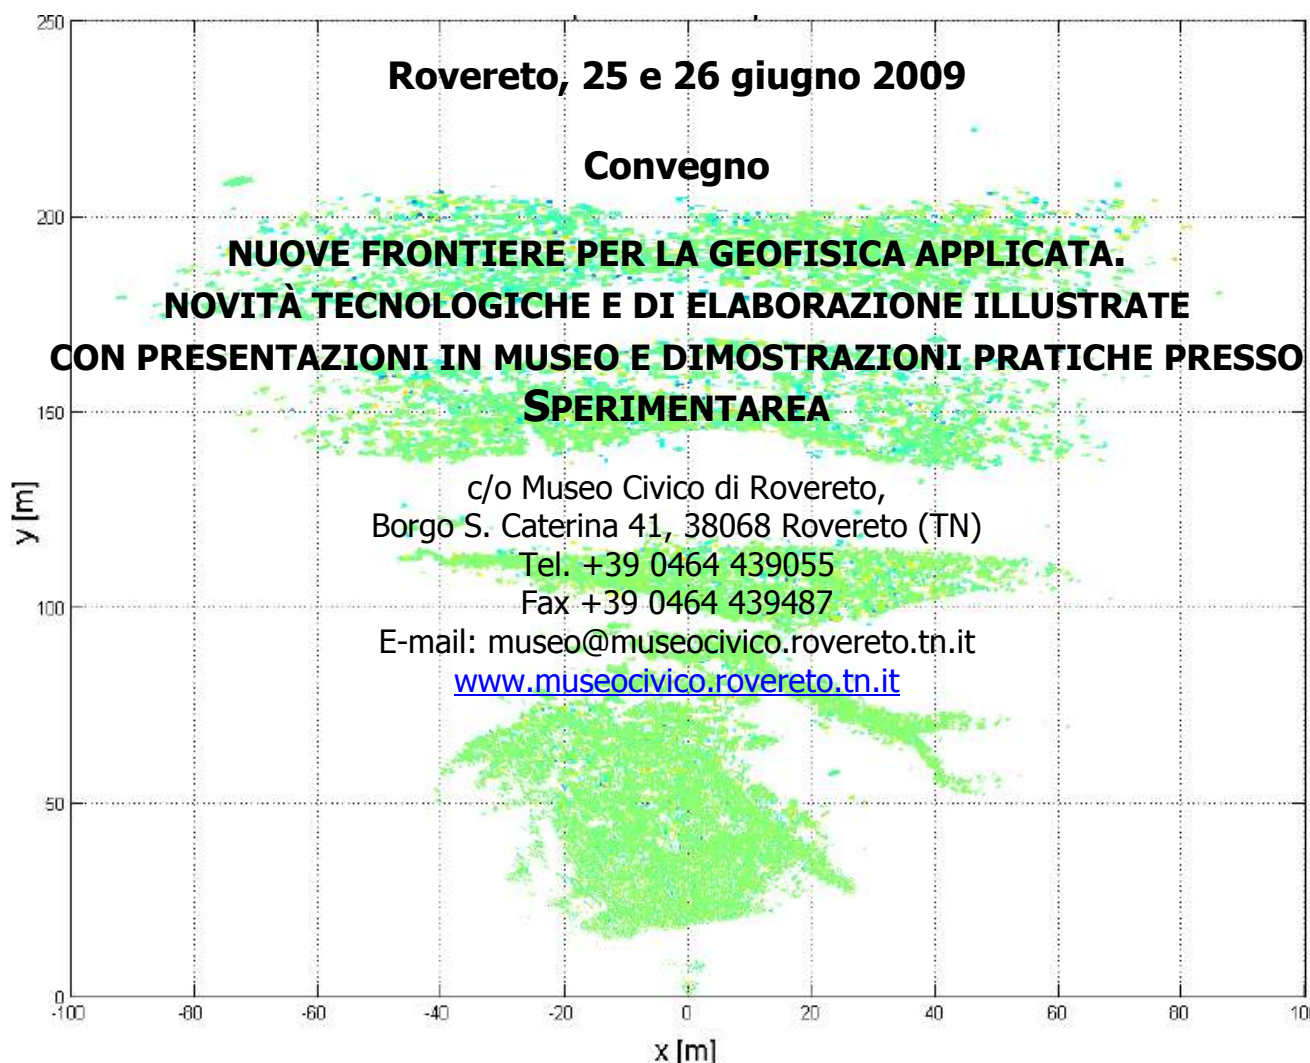 Rovereto, 25 e 26 giugno 2009
Convegno
NUOVE FRONTIERE PER LA GEOFISICA APPLICATA.
NOVITÀ TECNOLOGICHE E DI ELABORAZIONE ILLUSTRATE
CON PRESENTAZIONI IN MUSEO E DIMOSTRAZIONI PRATICHE PRESSO
SPERIMENTAREA
c/o Museo Civico di Rovereto,
Borgo S. Caterina 41, 38068 Rovereto (TN)
Tel. +39 0464 439055
Fax +39 0464 439487
E-mail: museo@museocivico.rovereto.tn.it
www.museocivico.rovereto.tn.it
y [m]
250
200
150
100
50
0
-100 -80 -60 -40 -20 0 20 40 60 80 10
x [m]